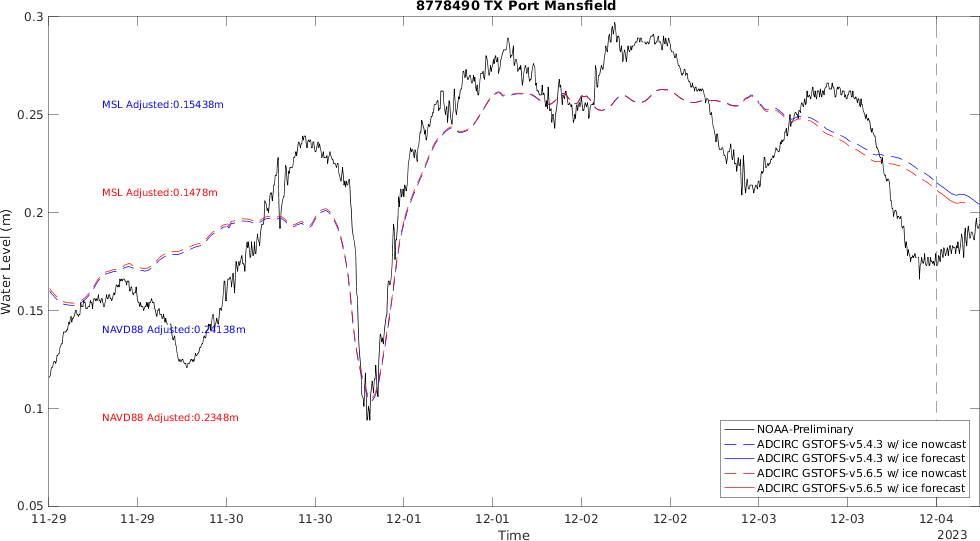 8778490 TX Port Mansfield
0.3
0.25
0.2
0.15
0.1
0.05
Water Level (m)
MSL Adjusted:0.15438m
MSL Adjusted:0.1478m
NAVD88 Adjusted:0.24138m
NAVD88 Adjusted:0.2348m
NOAA-Preliminary
ADCIRC GSTOFS-v5.4.3 w/ ice nowcast
ADCIRC GSTOFS-v5.4.3 w/ ice forecast
ADCIRC GSTOFS-v5.6.5 w/ ice nowcast
ADCIRC GSTOFS-v5.6.5 w/ ice forecast
11-29 11-29 11-30 11-30 12-01 12-01 12-02 12-02 12-03 12-03 12-04
Time
2023